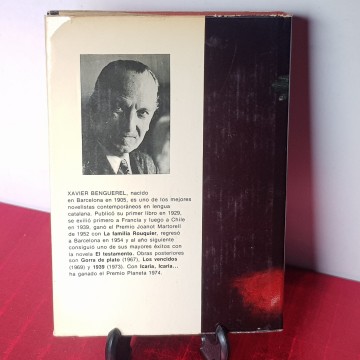 XAVIER BENGUEREL, nacido
en Barcelona en 1905, es uno de los mejores
novelistas contemporáneos en lengua
catalana. Publicó su primer libro en 1929,
se exilió primero a Francia y luego a Chile
en 1939, ganó el Premio Joanot Martorell
de 1952 con La familia Rouquier, regresó
a Barcelona en 1954 y al año siguiente
consiguió uno de sus mayores éxitos con
la novela El testamento. Obras posteriores
son Gorra de plato (1967), Los vencidos
(1969) y 1939 (1973). Con Icaria, Icaria...
ha ganado el Premio Planeta 1974.